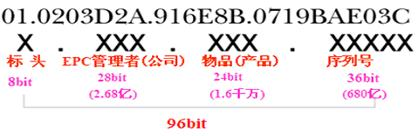 01.0203D2A.916E8B.0719BAE03C
X . XXX . XXX . XXXXX
标头 EPC管理者(公司) 物品(产品) 序列号
8bit 28bit 24bit 36bit
(2.68亿) (1.6千万) (680亿)
96bit